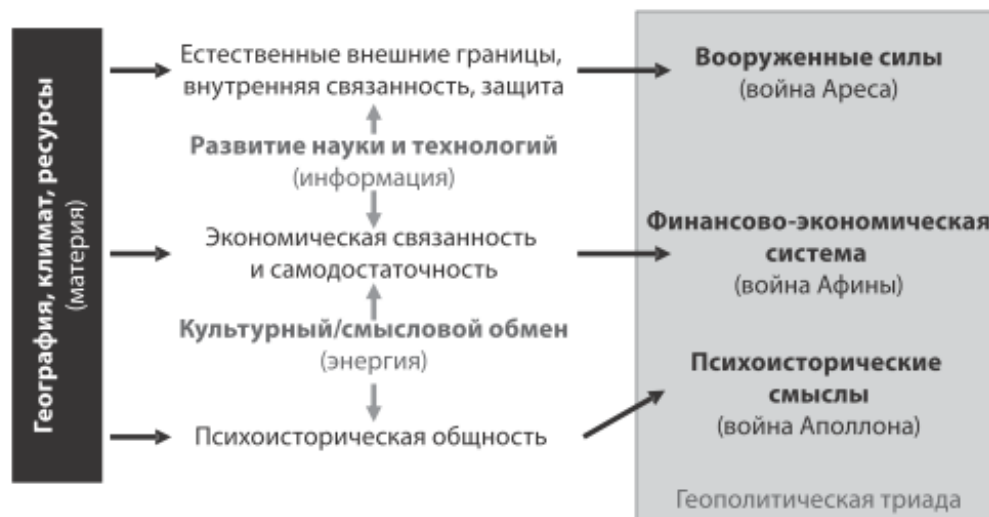 География, климат, ресурсы
(материя)
Естественные внешние границы,
внутренняя связанность, защита
Развитие науки и технологий
(информация)
Экономическая связанность
и самодостаточность
Культурный/смысловой обмен
(энергия)
Психоисторическая общность
Вооруженные силы
(война Ареса)
Финансово-экономическая
система
(война Афины)
Психоисторические
смыслы
(война Аполлона)
Геополитическая триада